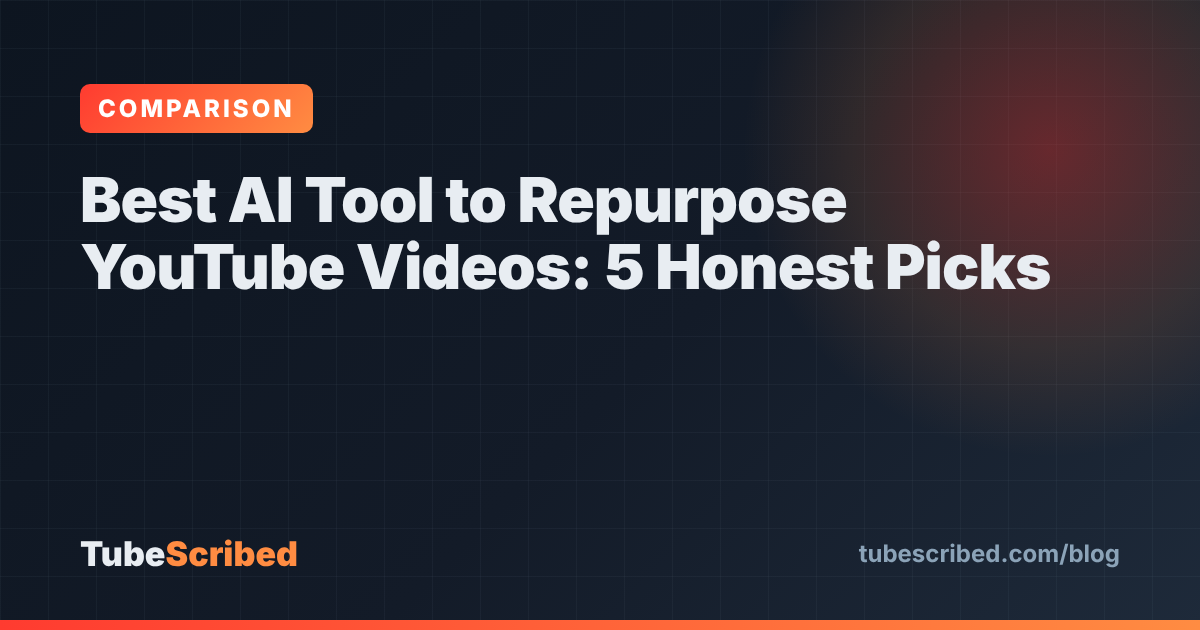 COMPARISON
Best AI Tool to Repurpose
YouTube Videos: 5 Honest Picks
TubeScribed
tubescribed.com/blog